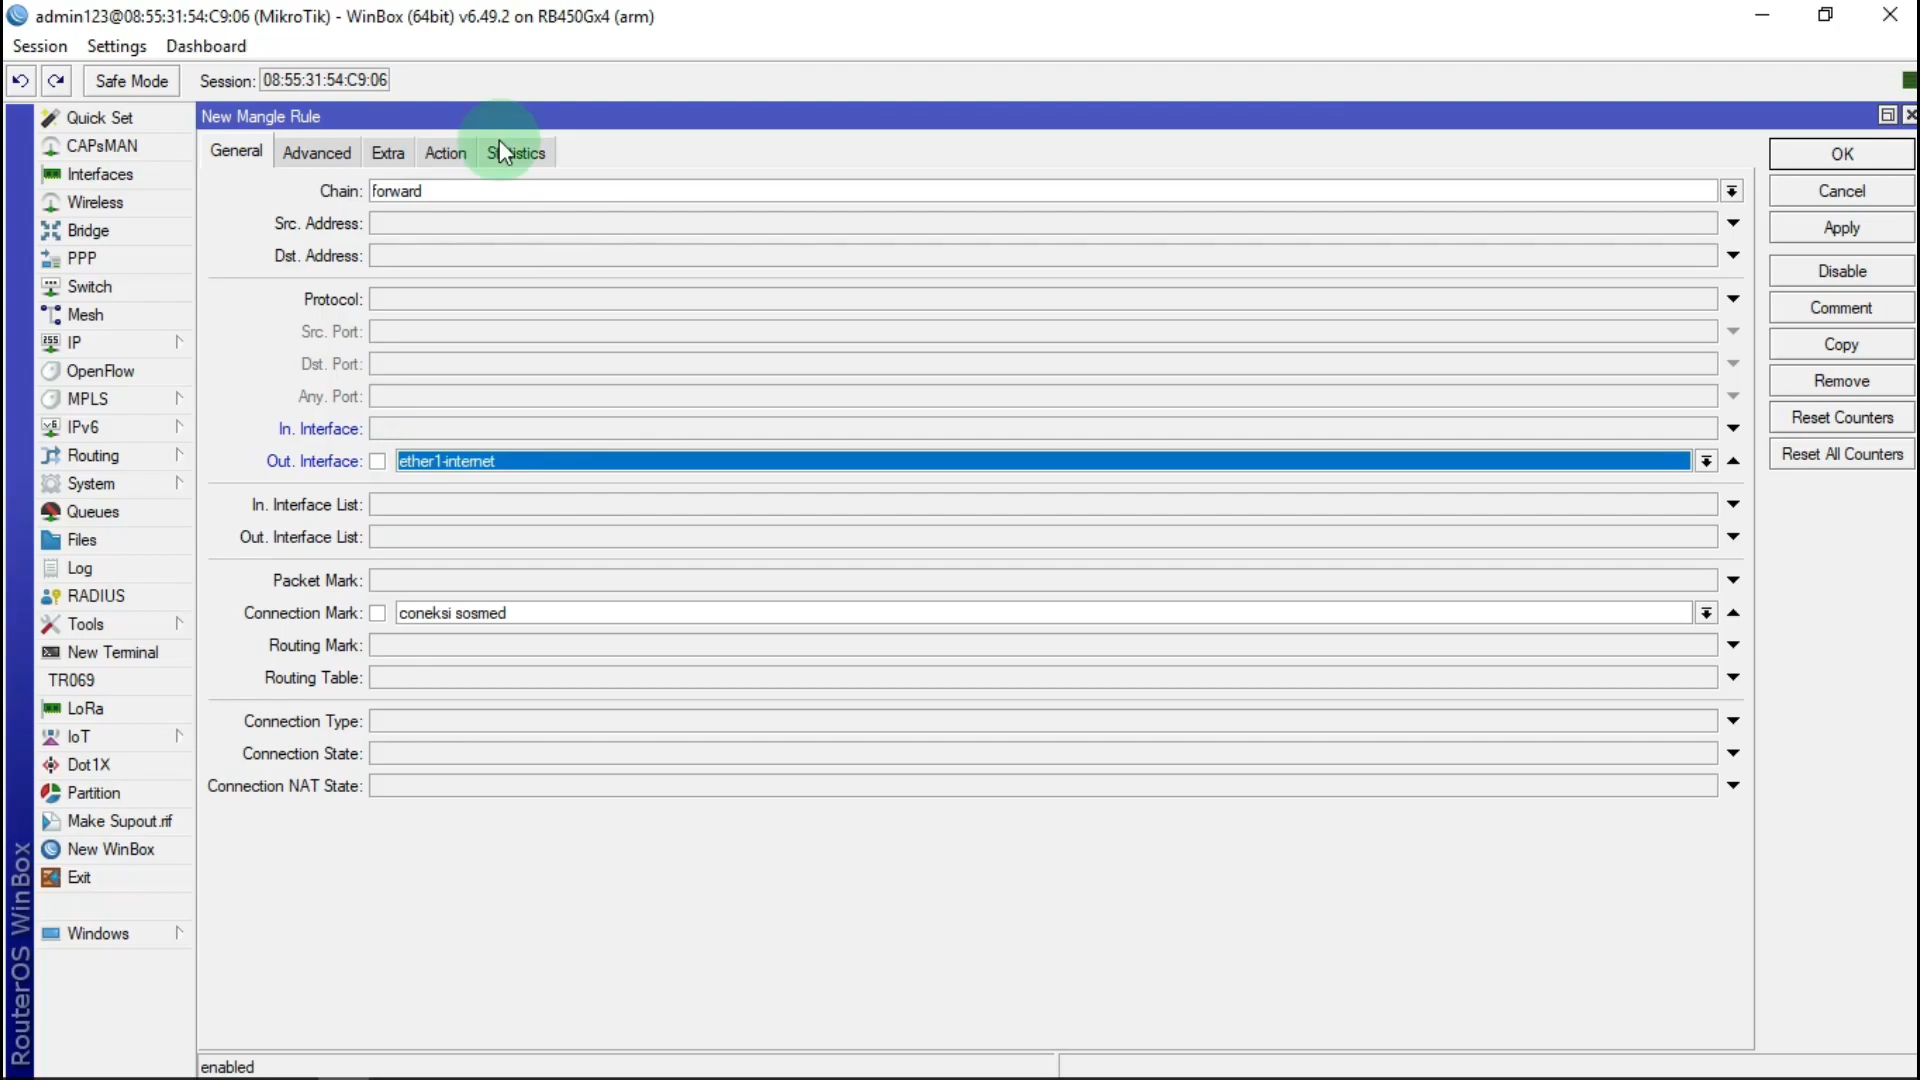 admin123@08:55:31:54:C9:06 (MikroTik) - WinBox (64bit) v6.49.2 on RB450Gx4 (arm)
Session Settings Dashboard
Safe Mode Session: 08:55:31:54:C9:06
Quick Set
CAPsMAN
Interfaces
Wireless
Bridge
PPP
Switch
Mesh
IP
OpenFlow
MPLS
IPv6
Routing
System
Queues
Files
Log
RADIUS
Tools
New Terminal
TR069
LoRa
IoT
Dot1X
Partition
Make Supout.rif
New WinBox
Exit
Windows
RouterOS WinBox
New Mangle Rule
General Advanced Extra Action Statistics
Chain: forward
Src. Address:
Dst. Address:
Protocol:
Src. Port:
Dst. Port:
Any. Port:
In. Interface:
Out. Interface: ether1-internet
In. Interface List:
Out. Interface List:
Packet Mark:
Connection Mark: coneksi sosmed
Routing Mark:
Routing Table:
Connection Type:
Connection State:
Connection NAT State:
OK
Cancel
Apply
Disable
Comment
Copy
Remove
Reset Counters
Reset All Counters
enabled